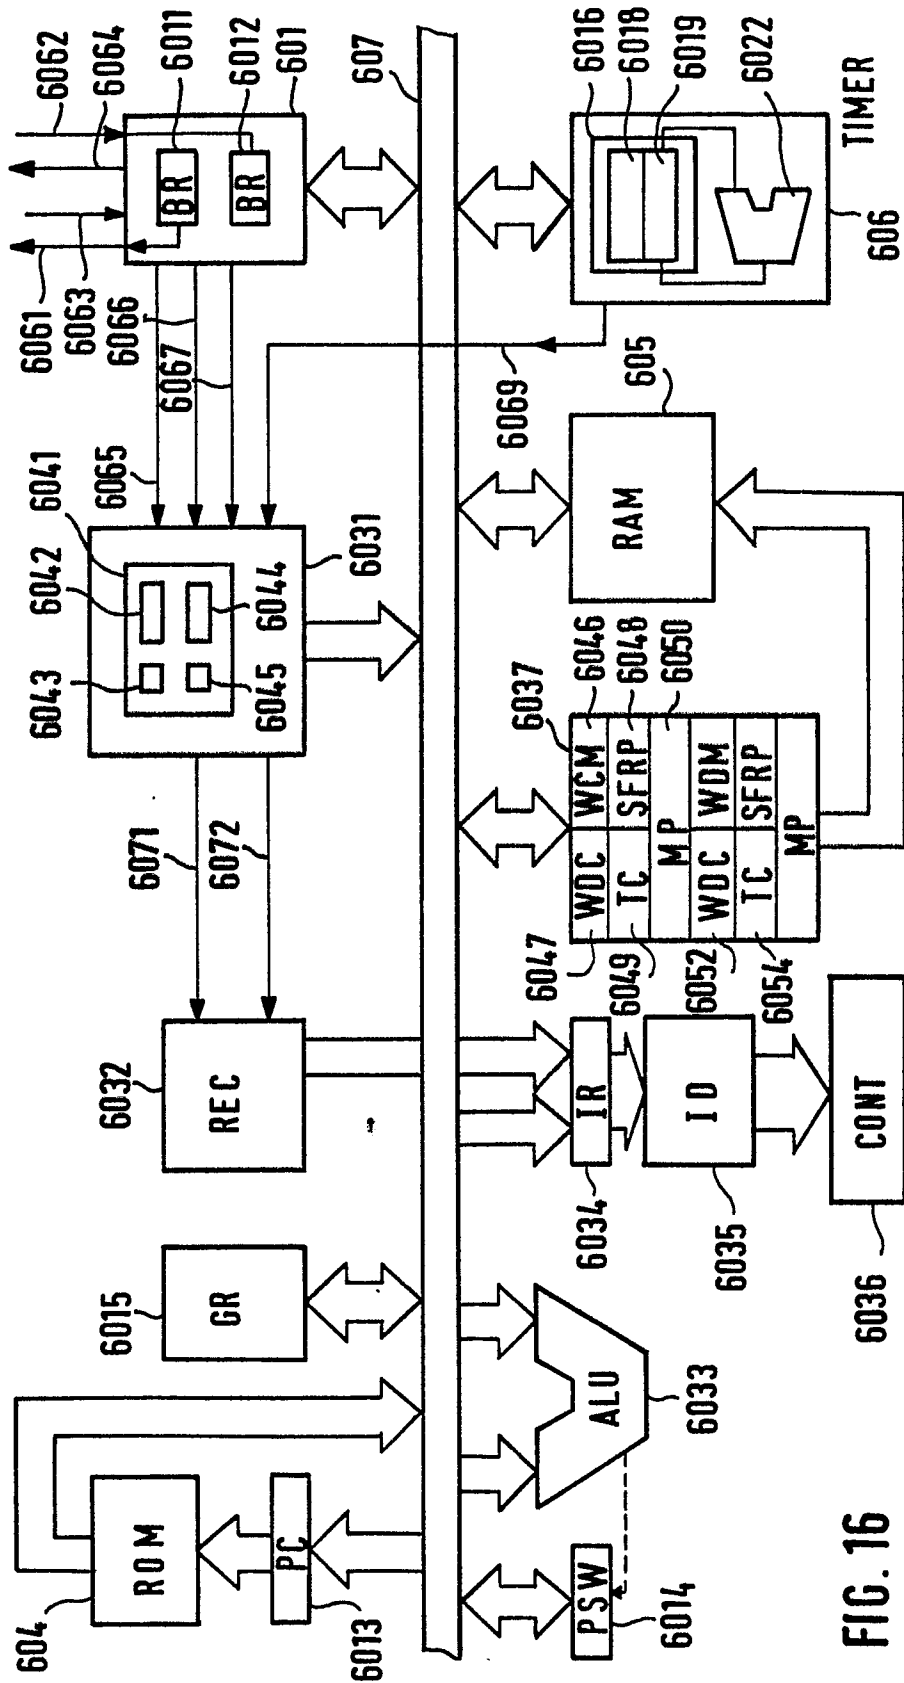 604
ROM
PC
6013
6015
GR
6032
REC
6071
6072
6043
6042
6041
6044
6045
6031
6065
6061
6063
6066
6067
6062
6064
6011
6012
601
BR
BR
607
PSW
6014
ALU
6033
IR
6034
ID
6035
CONT
6036
6037
WDC WCM
TC SFRP
MP
WDC WDM
TC SFRP
MP
6047
6049
6052
6054
6046
6048
6050
RAM
605
6069
6016
6018
6019
6022
606
TIMER
FIG. 16